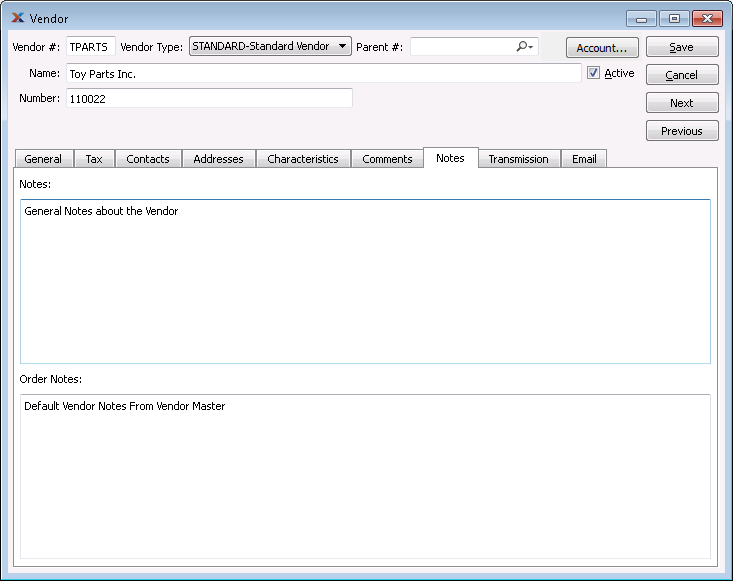 Vendor
Vendor #: TPARTS Vendor Type: STANDARD-Standard Vendor Parent #: Account... Save
Name: Toy Parts Inc. Active Cancel
Number: 110022 Next
Previous
General Tax Contacts Addresses Characteristics Comments Notes Transmission Email
Notes:
General Notes about the Vendor
Order Notes:
Default Vendor Notes From Vendor Master